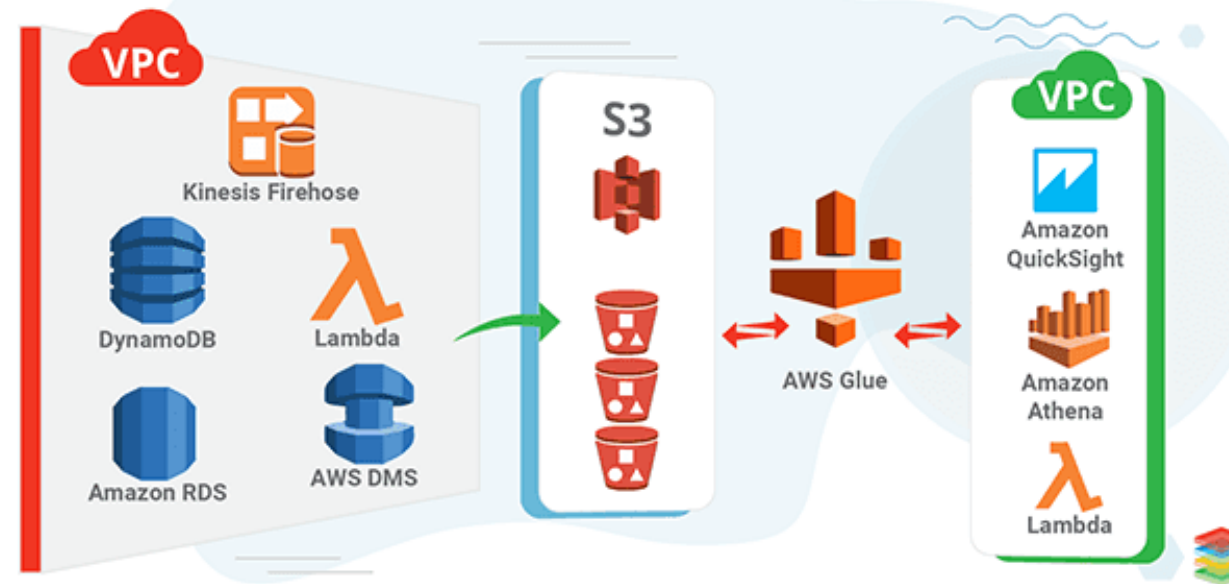 VPC
Kinesis Firehose
DynamoDB
Lambda
Amazon RDS
AWS DMS
S3
AWS Glue
VPC
Amazon
QuickSight
Amazon
Athena
Lambda